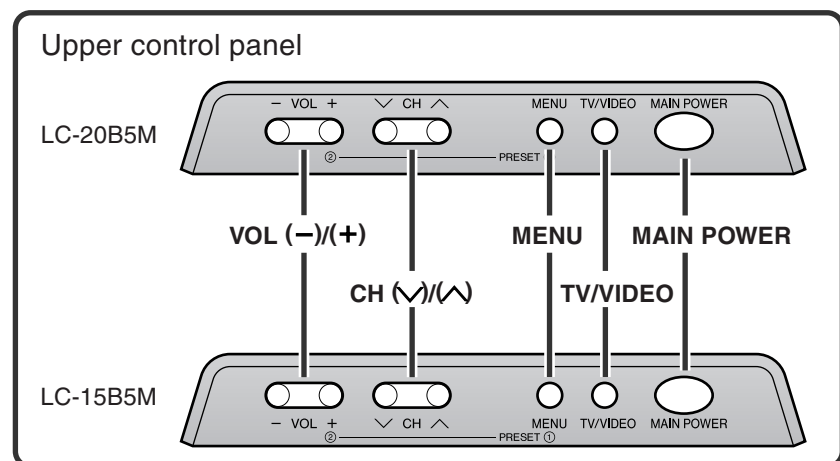 Upper control panel
LC-20B5M
− VOL + ∨ CH ∧ MENU TV/VIDEO MAIN POWER
② PRESET
VOL (−)/(+) MENU MAIN POWER
CH (∨)/(∧) TV/VIDEO
LC-15B5M
− VOL + ∨ CH ∧ MENU TV/VIDEO MAIN POWER
② PRESET ①